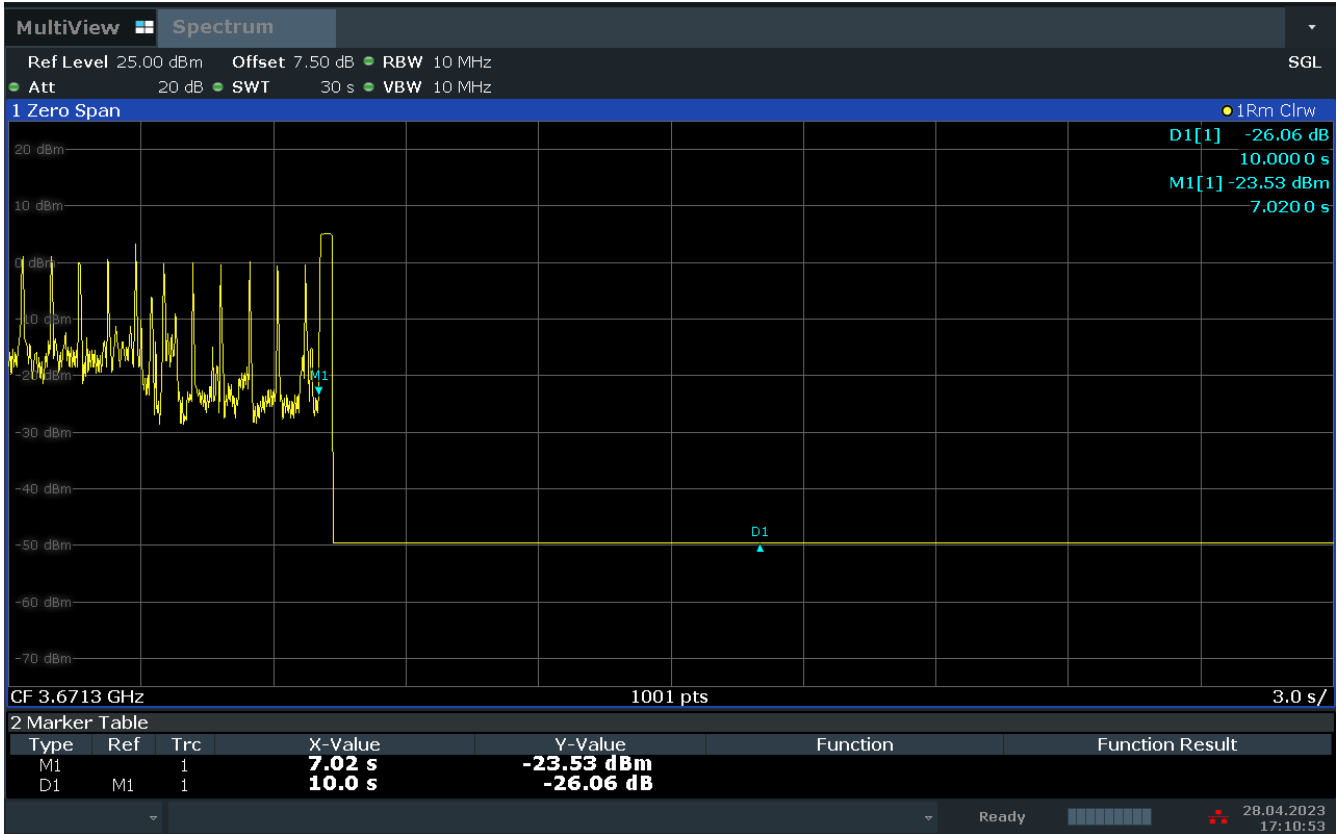 MultiView Spectrum
Ref Level 25.00 dBm Offset 7.50 dB RBW 10 MHz SGL
Att 20 dB SWT 30 s VBW 10 MHz
1 Zero Span 1Rm Clrw
D1[1] -26.06 dB
10.000 0 s
M1[1] -23.53 dBm
7.020 0 s
20 dBm
10 dBm
0 dBm
-10 dBm
-20 dBm
M1
-30 dBm
-40 dBm
-50 dBm
D1
-60 dBm
-70 dBm
CF 3.6713 GHz 1001 pts 3.0 s/
2 Marker Table
Type Ref Trc X-Value Y-Value Function Function Result
M1 1 7.02 s -23.53 dBm
D1 M1 1 10.0 s -26.06 dB
Ready 28.04.2023
17:10:53